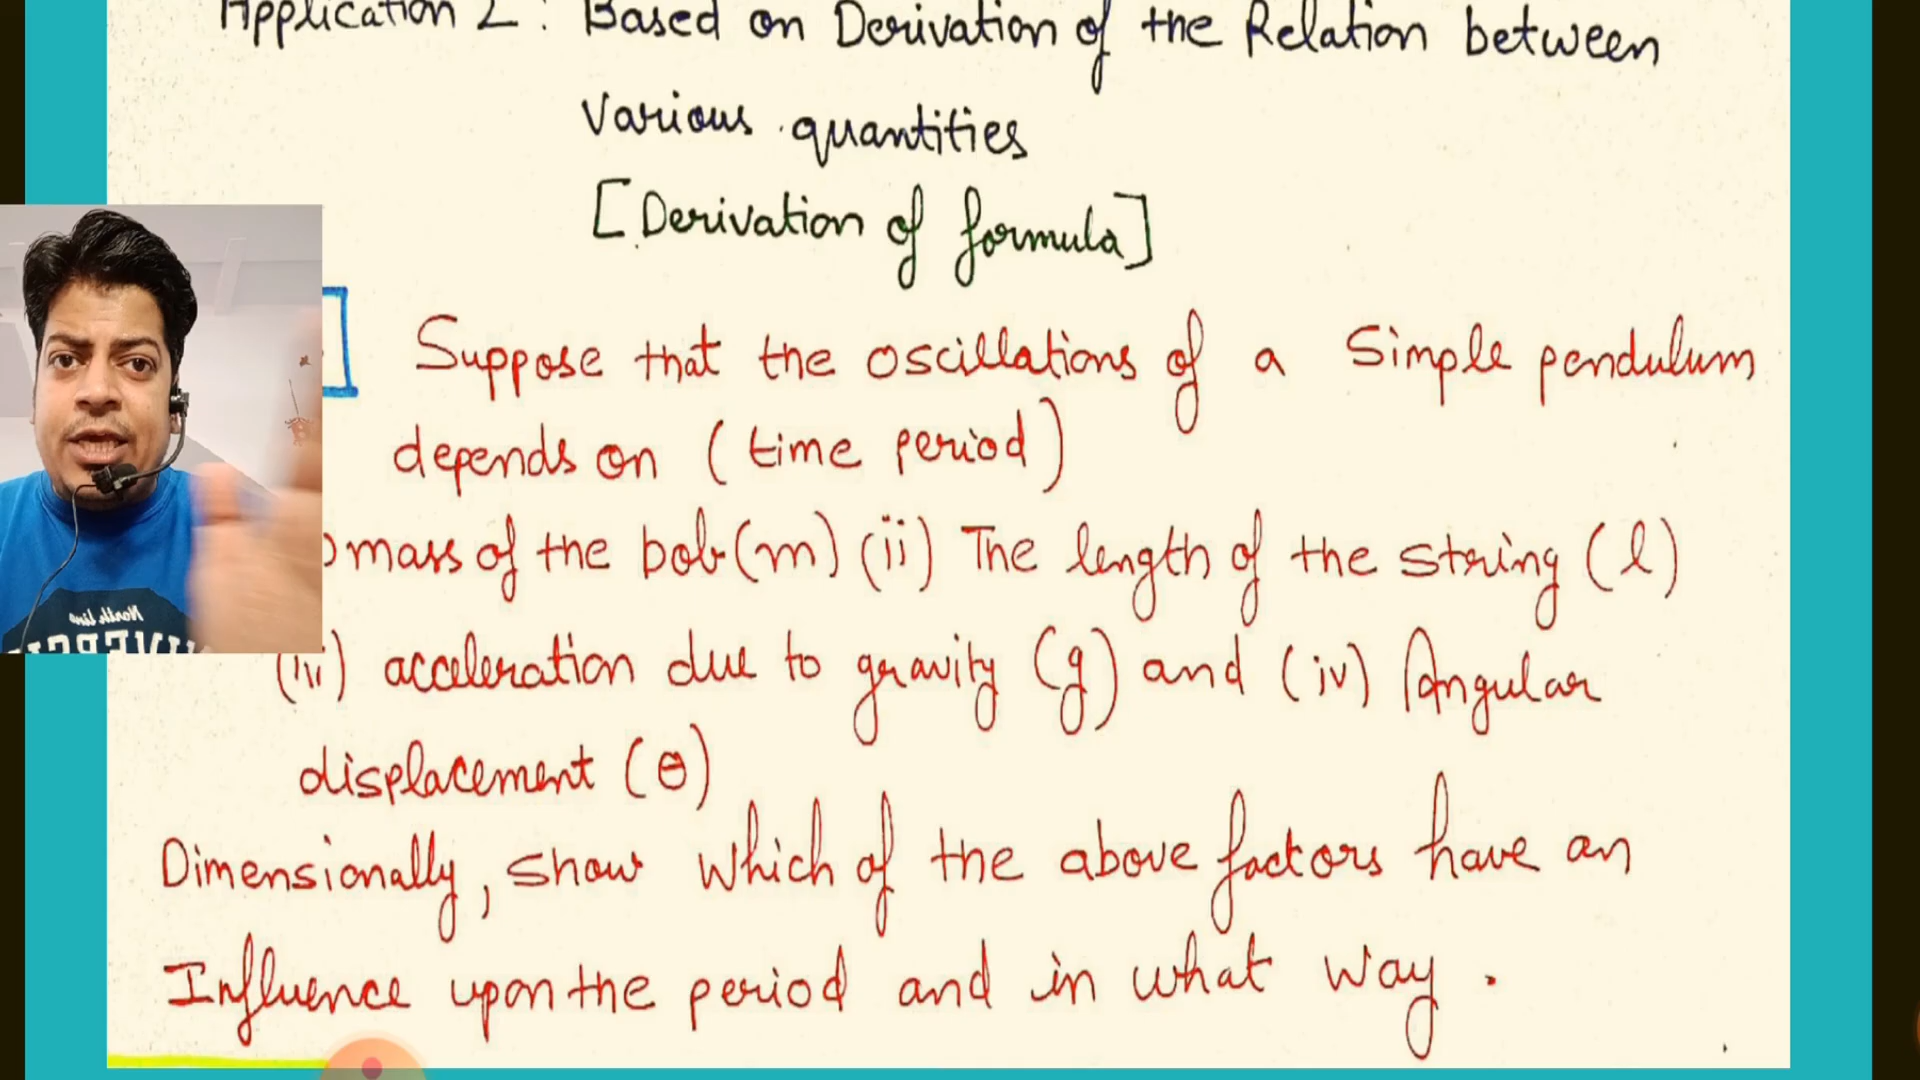 Application 2 : Based on Derivation of the Relation between
Various quantities
[Derivation of formula]
Suppose that the oscillations of a Simple pendulum
depends on (time period)
mass of the bob (m) (ii) The length of the string (l)
(iii) acceleration due to gravity (g) and (iv) Angular
displacement (θ)
Dimensionally, show which of the above factors have an
Influence upon the period and in what way.
North line